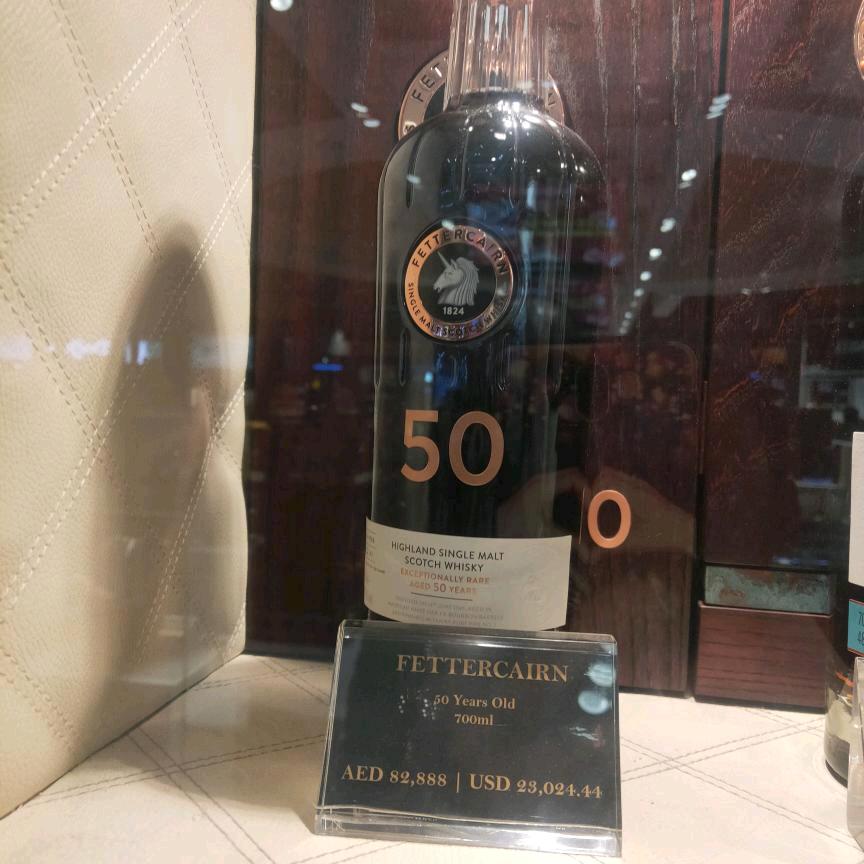 FETTERCAIRN
1824
SINGLE MALT SCOTCH WHISKY
50
0
HIGHLAND SINGLE MALT
SCOTCH WHISKY
EXCEPTIONALLY RARE
AGED 50 YEARS
FETTERCAIRN
50 Years Old
700ml
AED 82,888 | USD 23,024.44